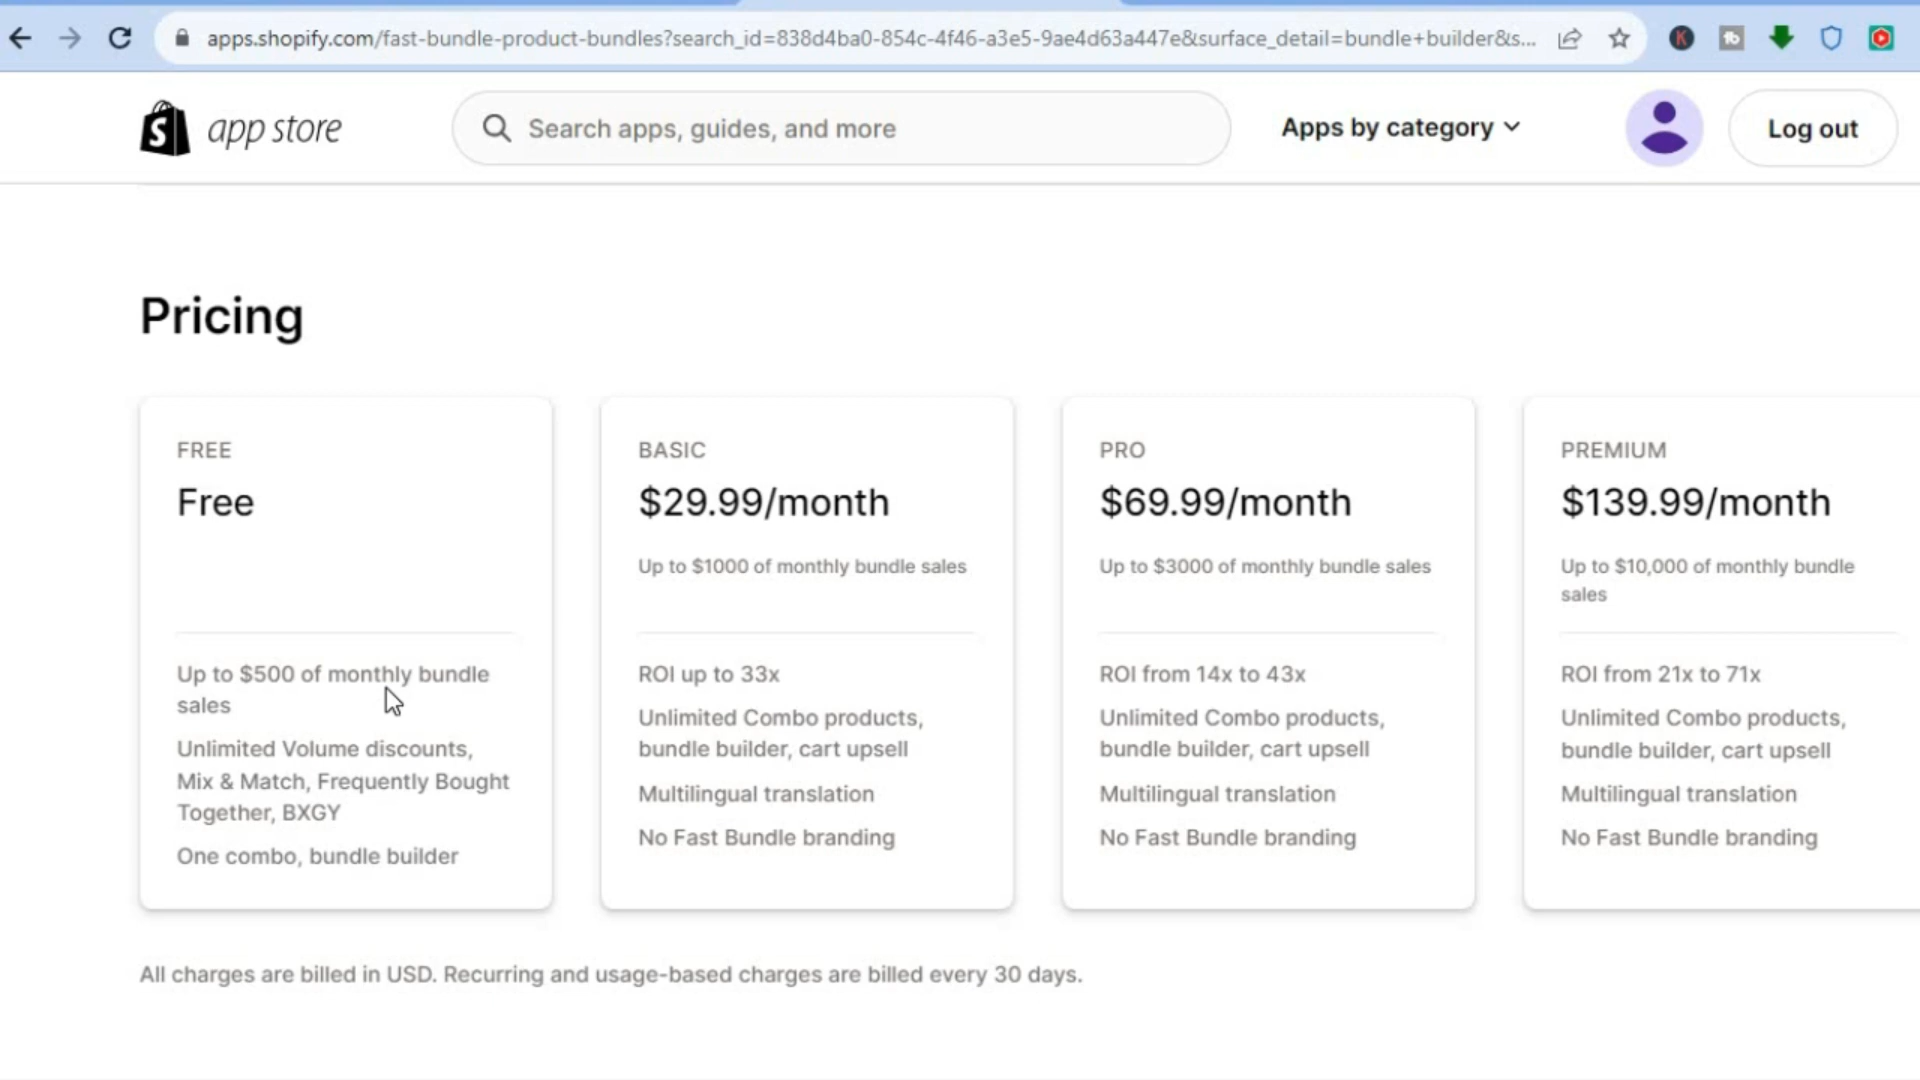 apps.shopify.com/fast-bundle-product-bundles?search_id=838d4ba0-854c-4f46-a3e5-9ae4d63a447e&surface_detail=bundle+builder&s...
app store
Search apps, guides, and more
Apps by category
Log out
Pricing
FREE
Free
Up to $500 of monthly bundle
sales
Unlimited Volume discounts,
Mix & Match, Frequently Bought
Together, BXGY
One combo, bundle builder
BASIC
$29.99/month
Up to $1000 of monthly bundle sales
ROI up to 33x
Unlimited Combo products,
bundle builder, cart upsell
Multilingual translation
No Fast Bundle branding
PRO
$69.99/month
Up to $3000 of monthly bundle sales
ROI from 14x to 43x
Unlimited Combo products,
bundle builder, cart upsell
Multilingual translation
No Fast Bundle branding
PREMIUM
$139.99/month
Up to $10,000 of monthly bundle
sales
ROI from 21x to 71x
Unlimited Combo products,
bundle builder, cart upsell
Multilingual translation
No Fast Bundle branding
All charges are billed in USD. Recurring and usage-based charges are billed every 30 days.